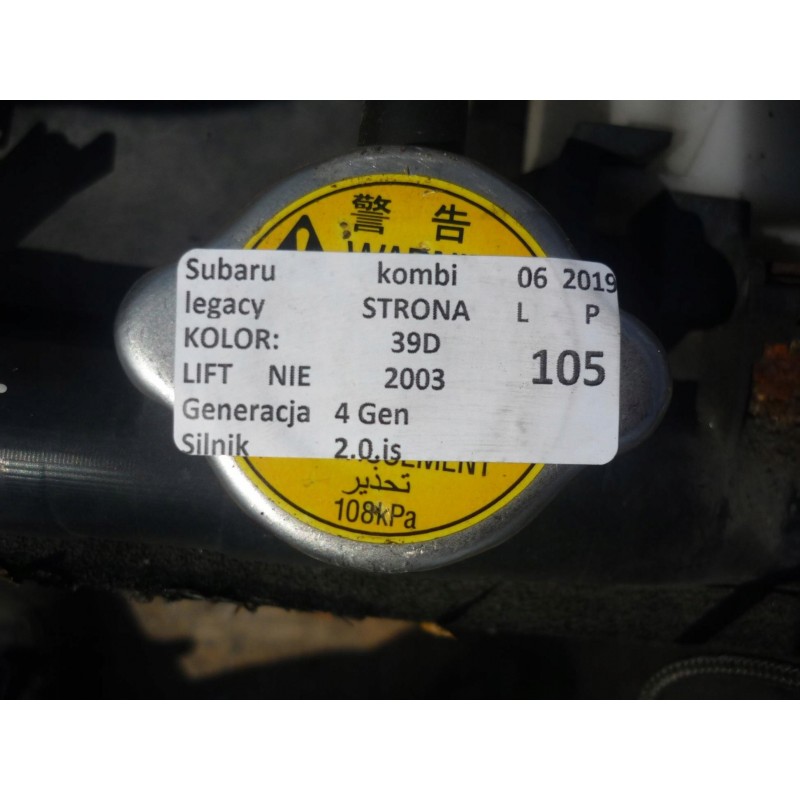 警 告
Subaru kombi 06 2019
legacy STRONA L P
KOLOR: 39D
LIFT NIE 2003 105
Generacja 4 Gen
Silnik 2.0.is
تحذير
108kPa